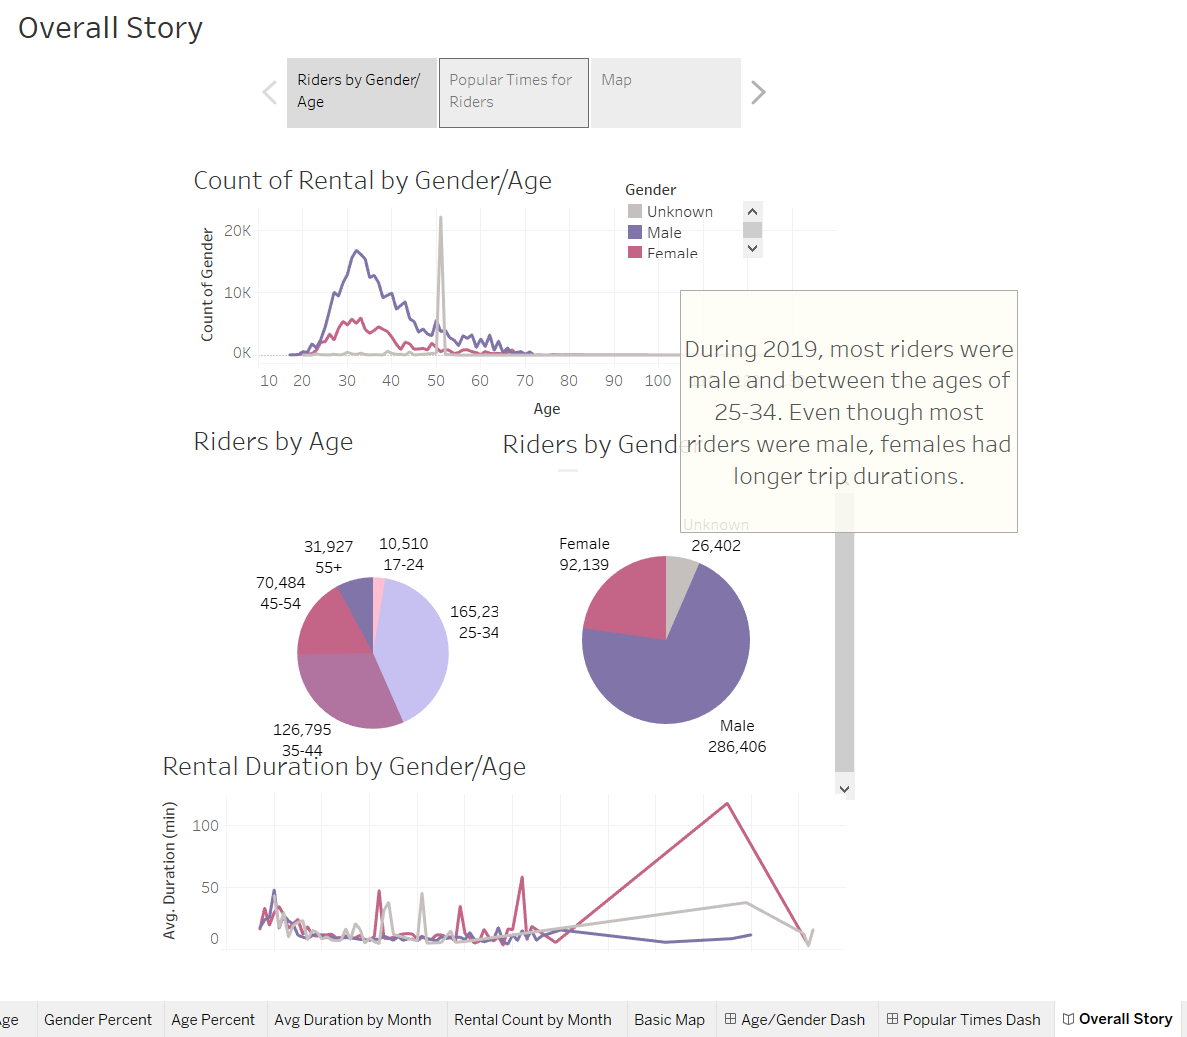 Overall Story
Riders by Gender/
Age
Popular Times for
Riders
Map
Count of Rental by Gender/Age
Gender
Unknown
Male
Female
Count of Gender
20K
10K
0K
10 20 30 40 50 60 70 80 90 100
Age
During 2019, most riders were
male and between the ages of
25-34. Even though most
riders were male, females had
longer trip durations.
Riders by Age
Riders by Gender
31,927
55+
10,510
17-24
70,484
45-54
165,23
25-34
126,795
35-44
Unknown
26,402
Female
92,139
Male
286,406
Rental Duration by Gender/Age
Avg. Duration (min)
100
50
0
Gender Percent
Age Percent
Avg Duration by Month
Rental Count by Month
Basic Map
Age/Gender Dash
Popular Times Dash
Overall Story